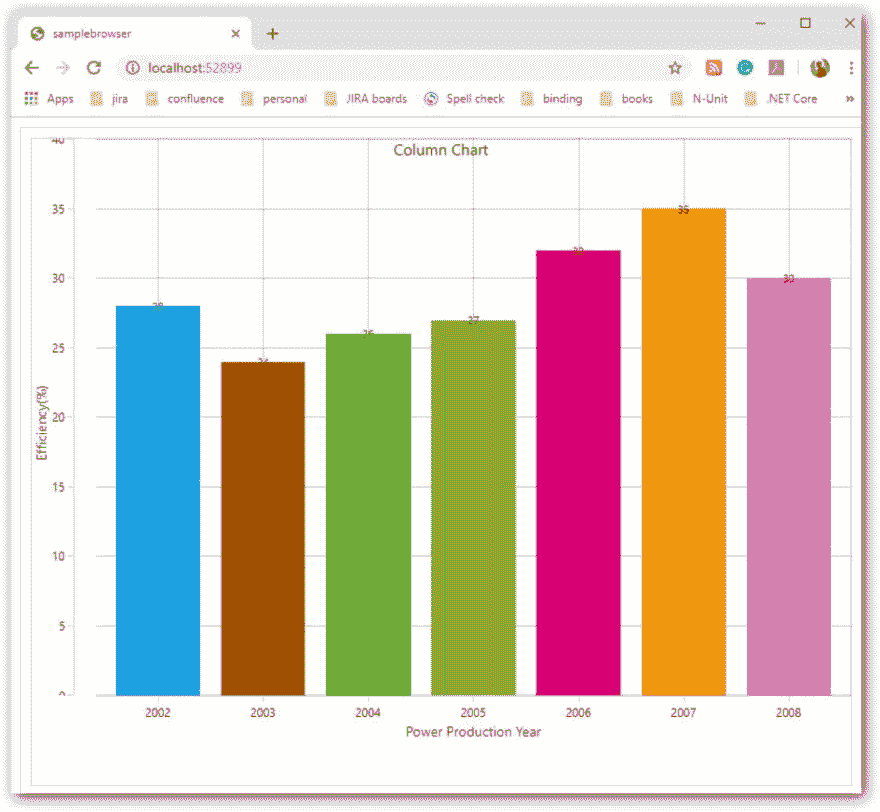 samplebrowser
localhost:52899
Apps jira confluence personal JIRA boards Spell check binding books N-Unit .NET Core »
40
Column Chart
35
35
32
30
30
28
27
26
25
24
20
Efficiency(%)
15
10
5
0
2002 2003 2004 2005 2006 2007 2008
Power Production Year